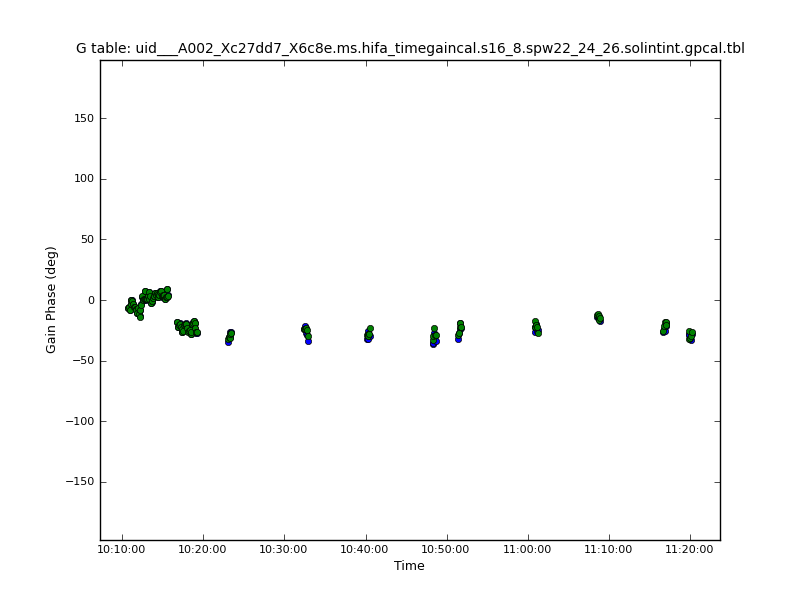 G table: uid___A002_Xc27dd7_X6c8e.ms.hifa_timegaincal.s16_8.spw22_24_26.solintint.gpcal.tbl
Gain Phase (deg)
150
100
50
0
−50
−100
−150
10:10:00 10:20:00 10:30:00 10:40:00 10:50:00 11:00:00 11:10:00 11:20:00
Time